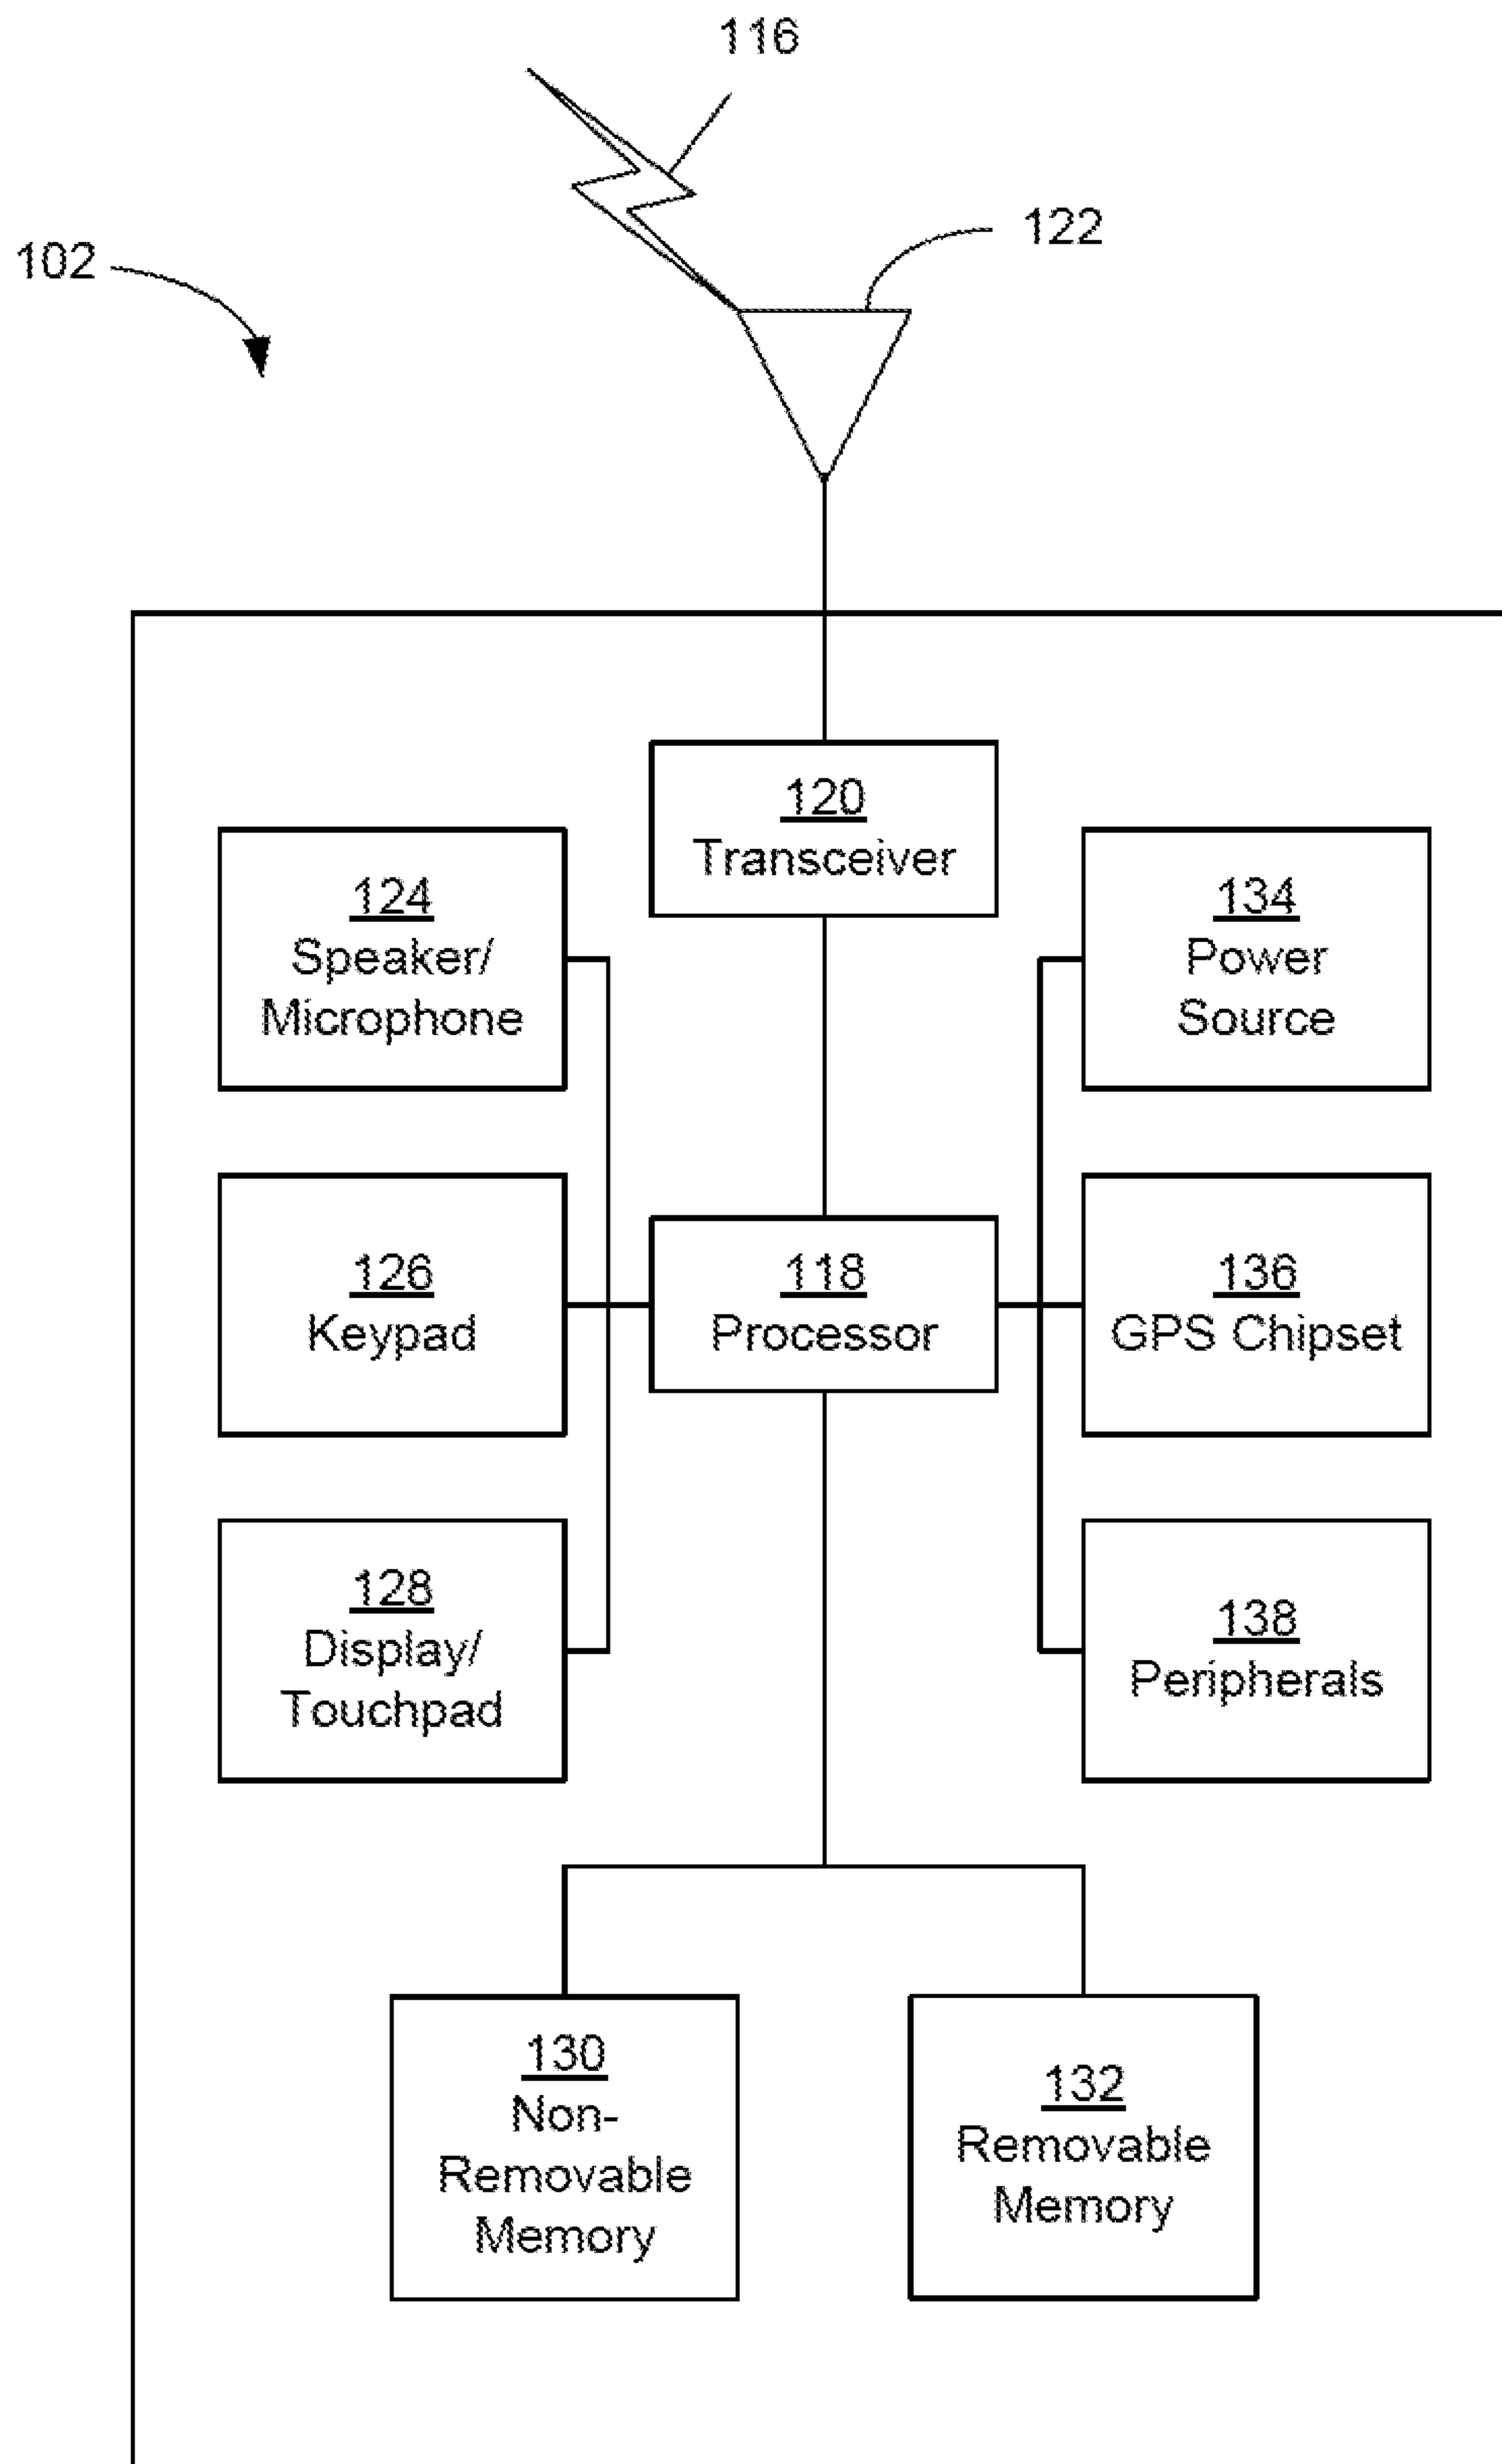 116
122
102
120
Transceiver
124
Speaker/
Microphone
134
Power
Source
126
Keypad
118
Processor
136
GPS Chipset
128
Display/
Touchpad
138
Peripherals
130
Non-
Removable
Memory
132
Removable
Memory